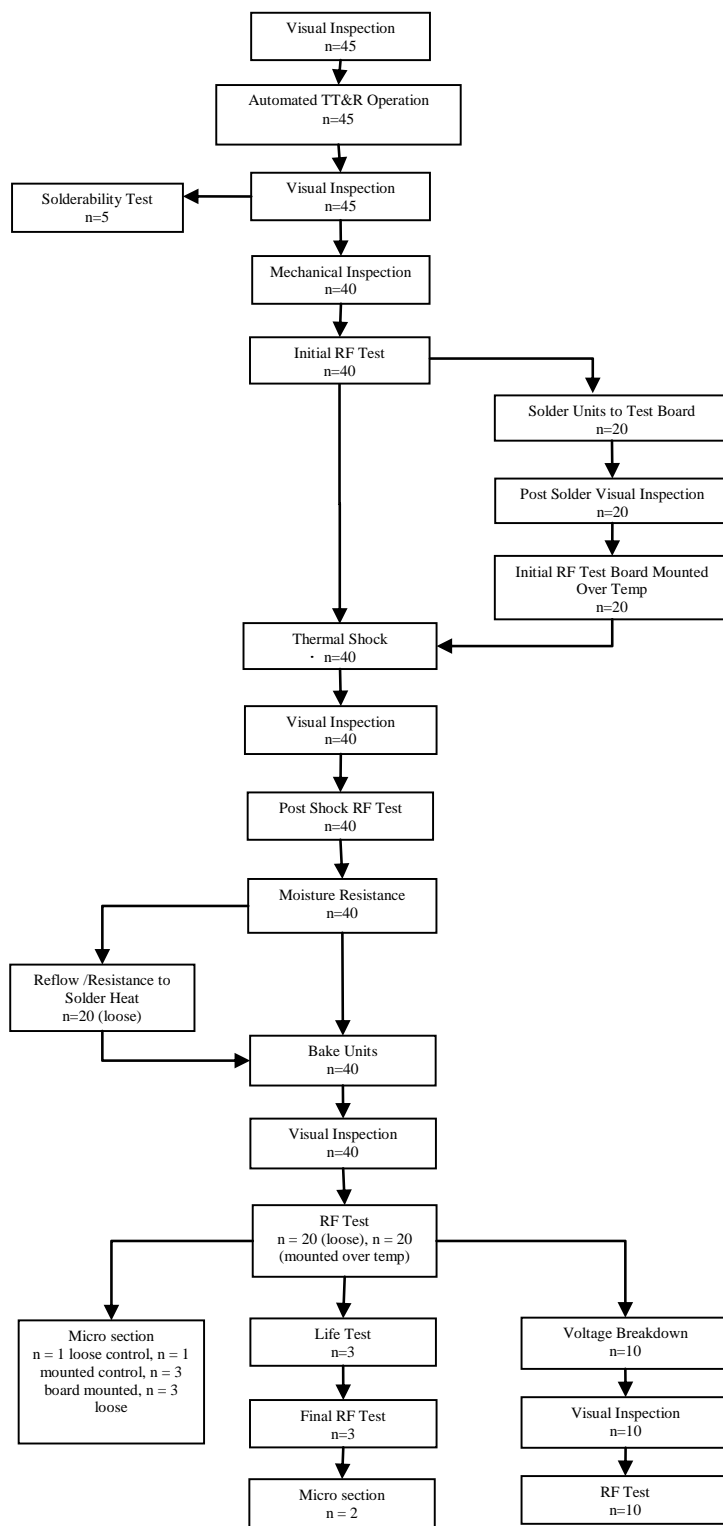 Visual Inspection
n=45
Automated TT&R Operation
n=45
Visual Inspection
n=45
Solderability Test
n=5
Mechanical Inspection
n=40
Initial RF Test
n=40
Solder Units to Test Board
n=20
Post Solder Visual Inspection
n=20
Initial RF Test Board Mounted
Over Temp
n=20
Thermal Shock
· n=40
Visual Inspection
n=40
Post Shock RF Test
n=40
Moisture Resistance
n=40
Reflow /Resistance to
Solder Heat
n=20 (loose)
Bake Units
n=40
Visual Inspection
n=40
RF Test
n = 20 (loose), n = 20
(mounted over temp)
Micro section
n = 1 loose control, n = 1
mounted control, n = 3
board mounted, n = 3
loose
Life Test
n=3
Final RF Test
n=3
Micro section
n = 2
Voltage Breakdown
n=10
Visual Inspection
n=10
RF Test
n=10